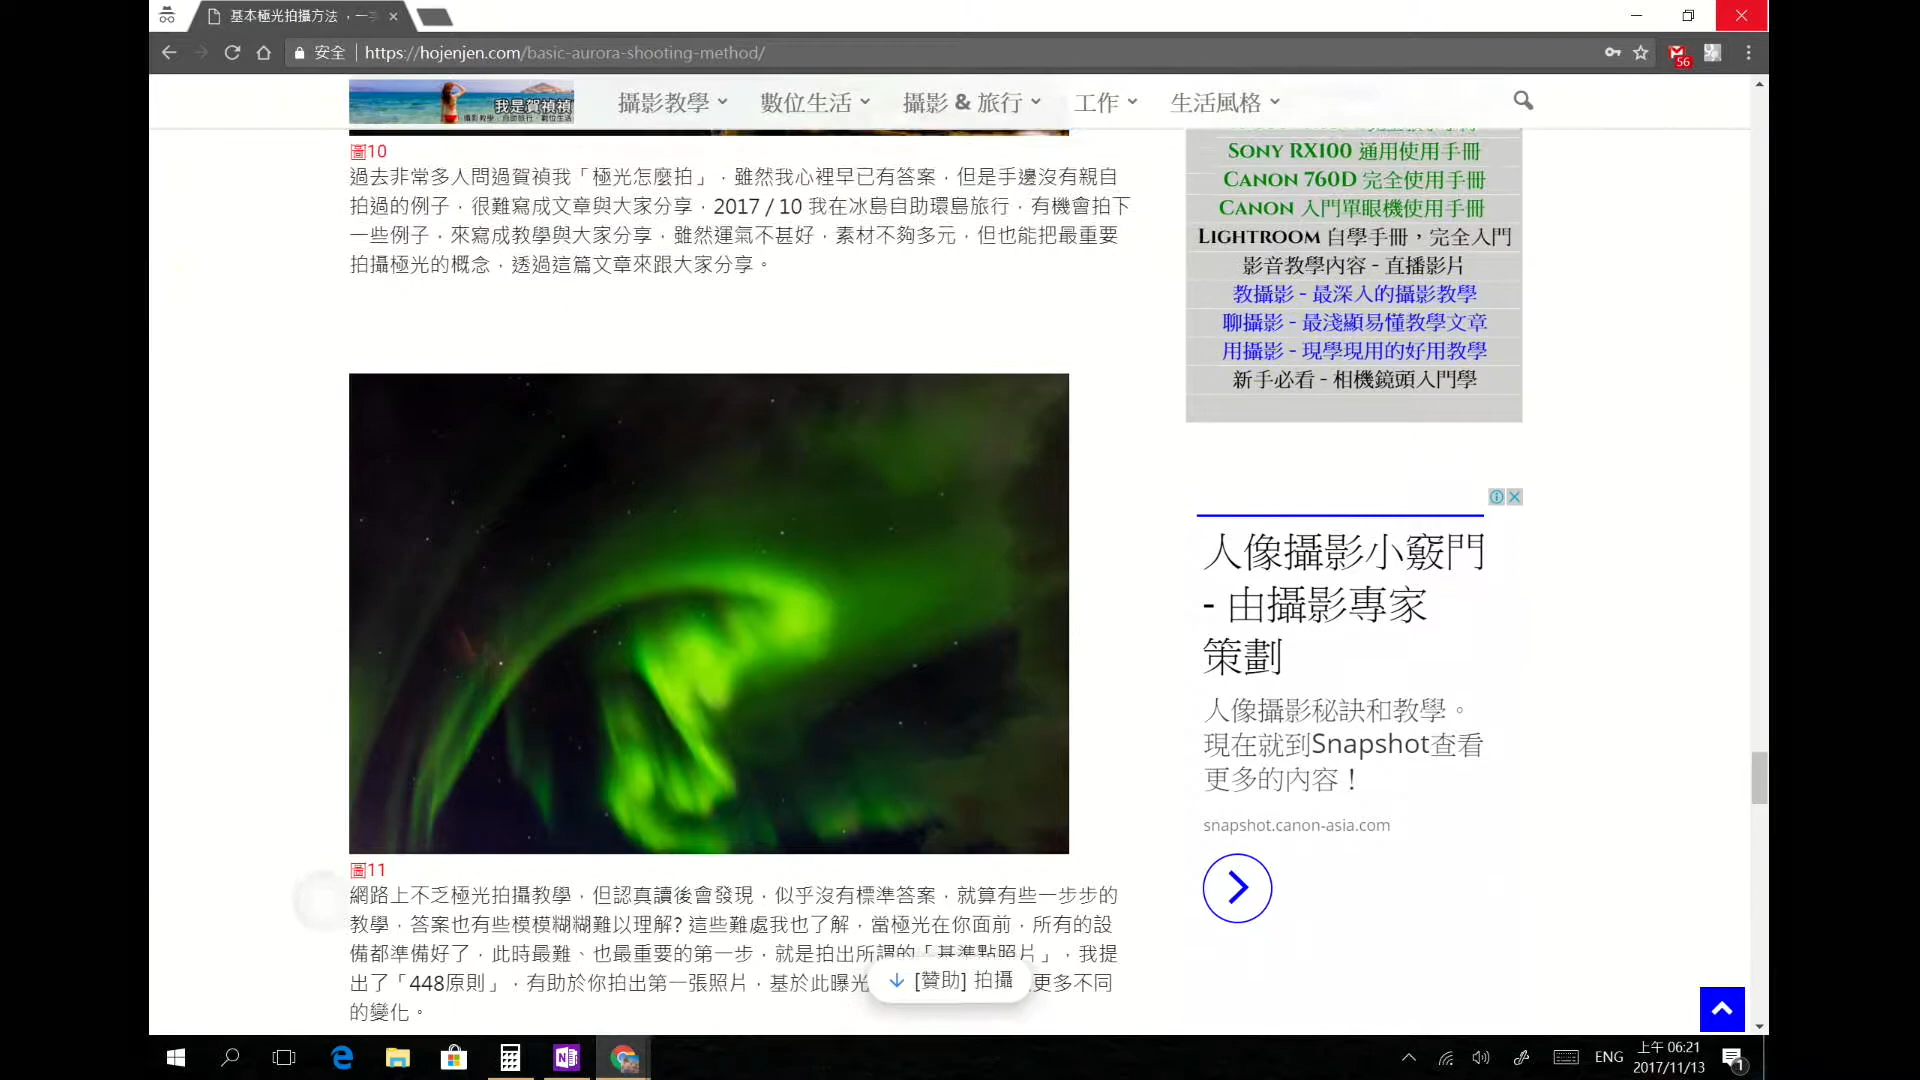 基本極光拍攝方法，一
安全 https://hojenjen.com/basic-aurora-shooting-method/
56
我是賀禎禎
攝影教學．自助旅行．數位生活
攝影教學 數位生活 攝影 & 旅行 工作 生活風格
圖10
過去非常多人問過賀禎我「極光怎麼拍」，雖然我心裡早已有答案，但是手邊沒有親自
拍過的例子，很難寫成文章與大家分享，2017 / 10 我在冰島自助環島旅行，有機會拍下
一些例子，來寫成教學與大家分享，雖然運氣不甚好，素材不夠多元，但也能把最重要
拍攝極光的概念，透過這篇文章來跟大家分享。
圖11
網路上不乏極光拍攝教學，但認真讀後會發現，似乎沒有標準答案，就算有些一步步的
教學，答案也有些模模糊糊難以理解? 這些難處我也了解，當極光在你面前，所有的設
備都準備好了，此時最難、也最重要的第一步，就是拍出所謂的「基準點照片」，我提
出了「448原則」，有助於你拍出第一張照片，基於此曝光 更多不同
的變化。
[贊助] 拍攝
Sony RX100 通用使用手冊
Canon 760D 完全使用手冊
Canon 入門單眼機使用手冊
Lightroom 自學手冊，完全入門
影音教學內容 - 直播影片
教攝影 - 最深入的攝影教學
聊攝影 - 最淺顯易懂教學文章
用攝影 - 現學現用的好用教學
新手必看 - 相機鏡頭入門學
人像攝影小竅門
- 由攝影專家
策劃
人像攝影秘訣和教學。
現在就到Snapshot查看
更多的內容！
snapshot.canon-asia.com
ENG
上午 06:21
2017/11/13
1